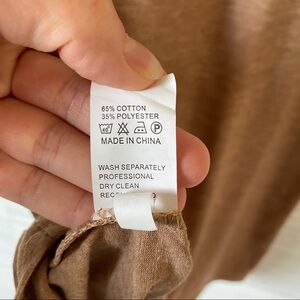 65% COTTON
35% POLYESTER
MADE IN CHINA
WASH SEPARATELY
PROFESSIONAL
DRY CLEAN